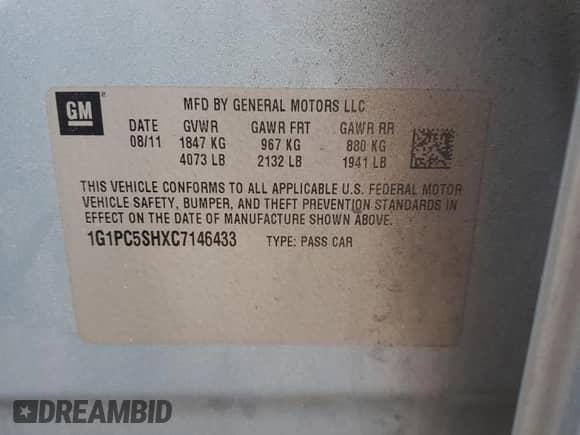 GM
MFD BY GENERAL MOTORS LLC
DATE GVWR GAWR FRT GAWR RR
08/11 1847 KG 967 KG 880 KG
4073 LB 2132 LB 1941 LB
THIS VEHICLE CONFORMS TO ALL APPLICABLE U.S. FEDERAL MOTOR
VEHICLE SAFETY, BUMPER, AND THEFT PREVENTION STANDARDS IN
EFFECT ON THE DATE OF MANUFACTURE SHOWN ABOVE.
1G1PC5SHXC7146433 TYPE: PASS CAR
DREAMBID